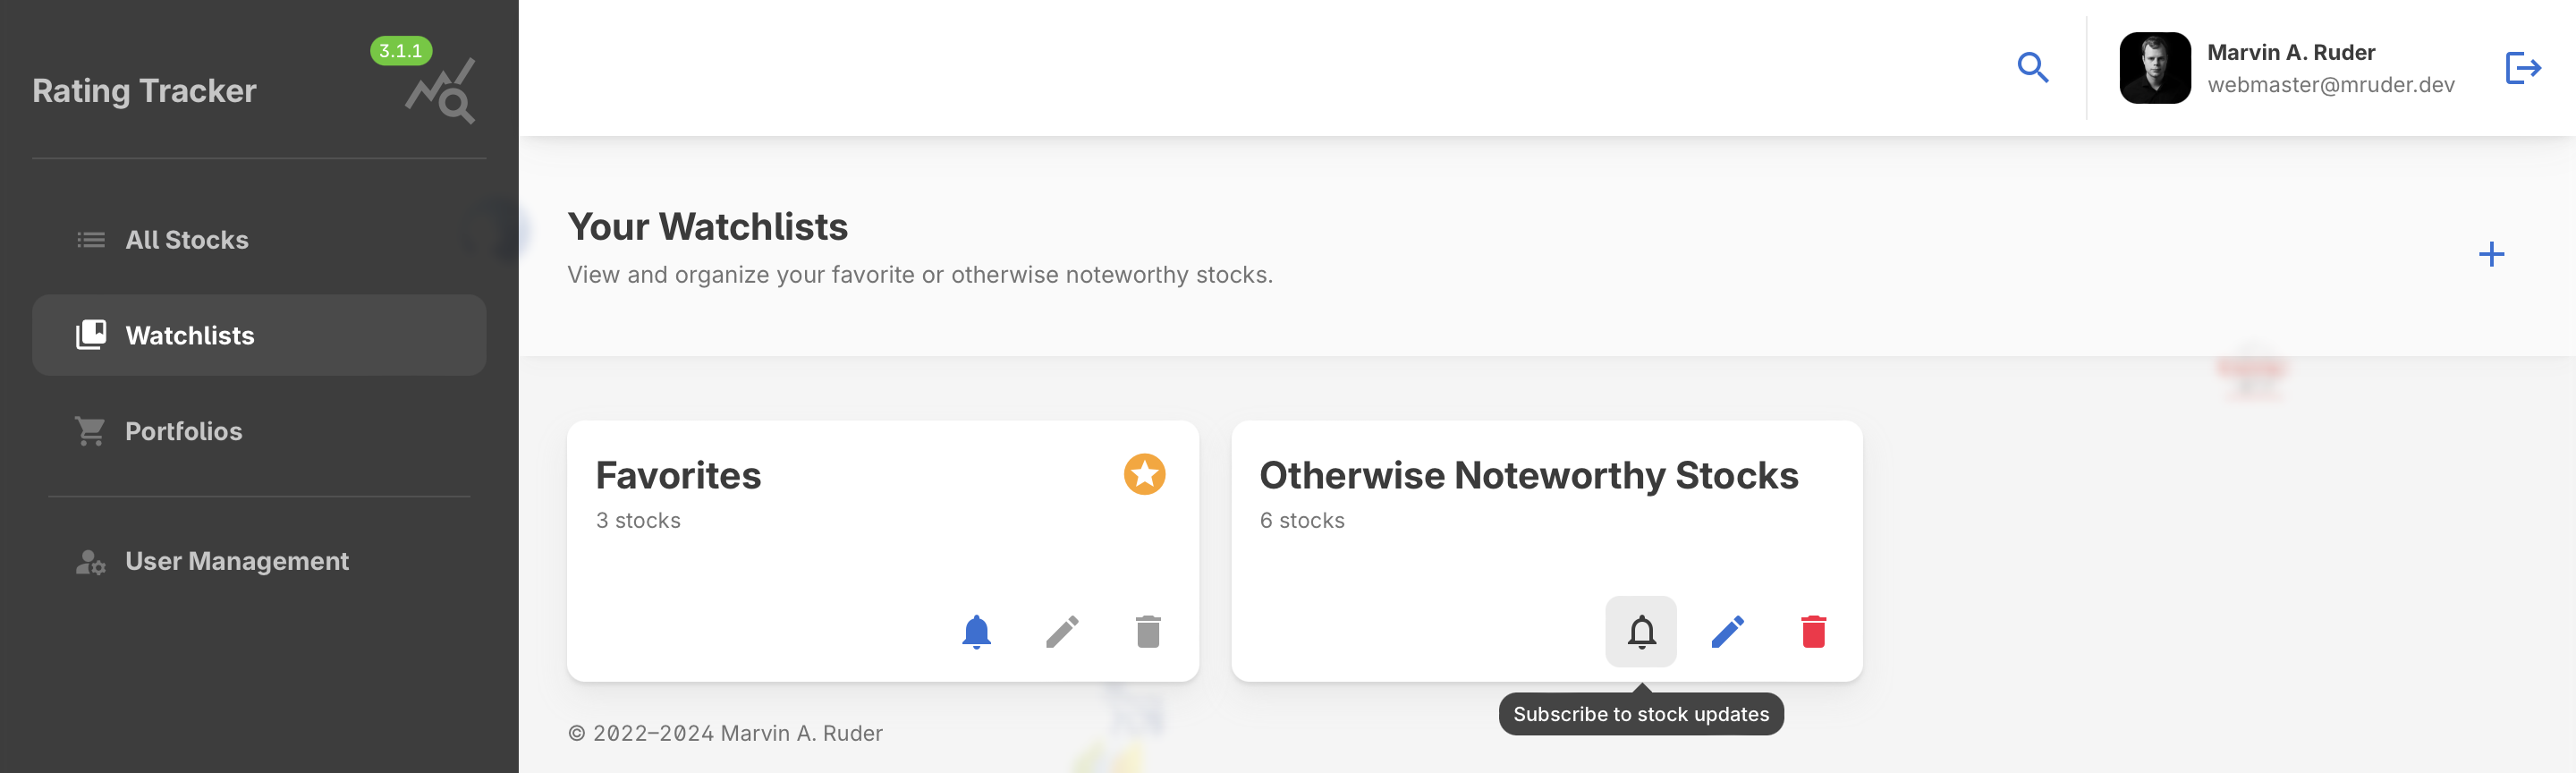 Rating Tracker
3.1.1
All Stocks
Watchlists
Portfolios
User Management
Marvin A. Ruder
webmaster@mruder.dev
Your Watchlists
View and organize your favorite or otherwise noteworthy stocks.
Favorites
3 stocks
Otherwise Noteworthy Stocks
6 stocks
Subscribe to stock updates
© 2022–2024 Marvin A. Ruder